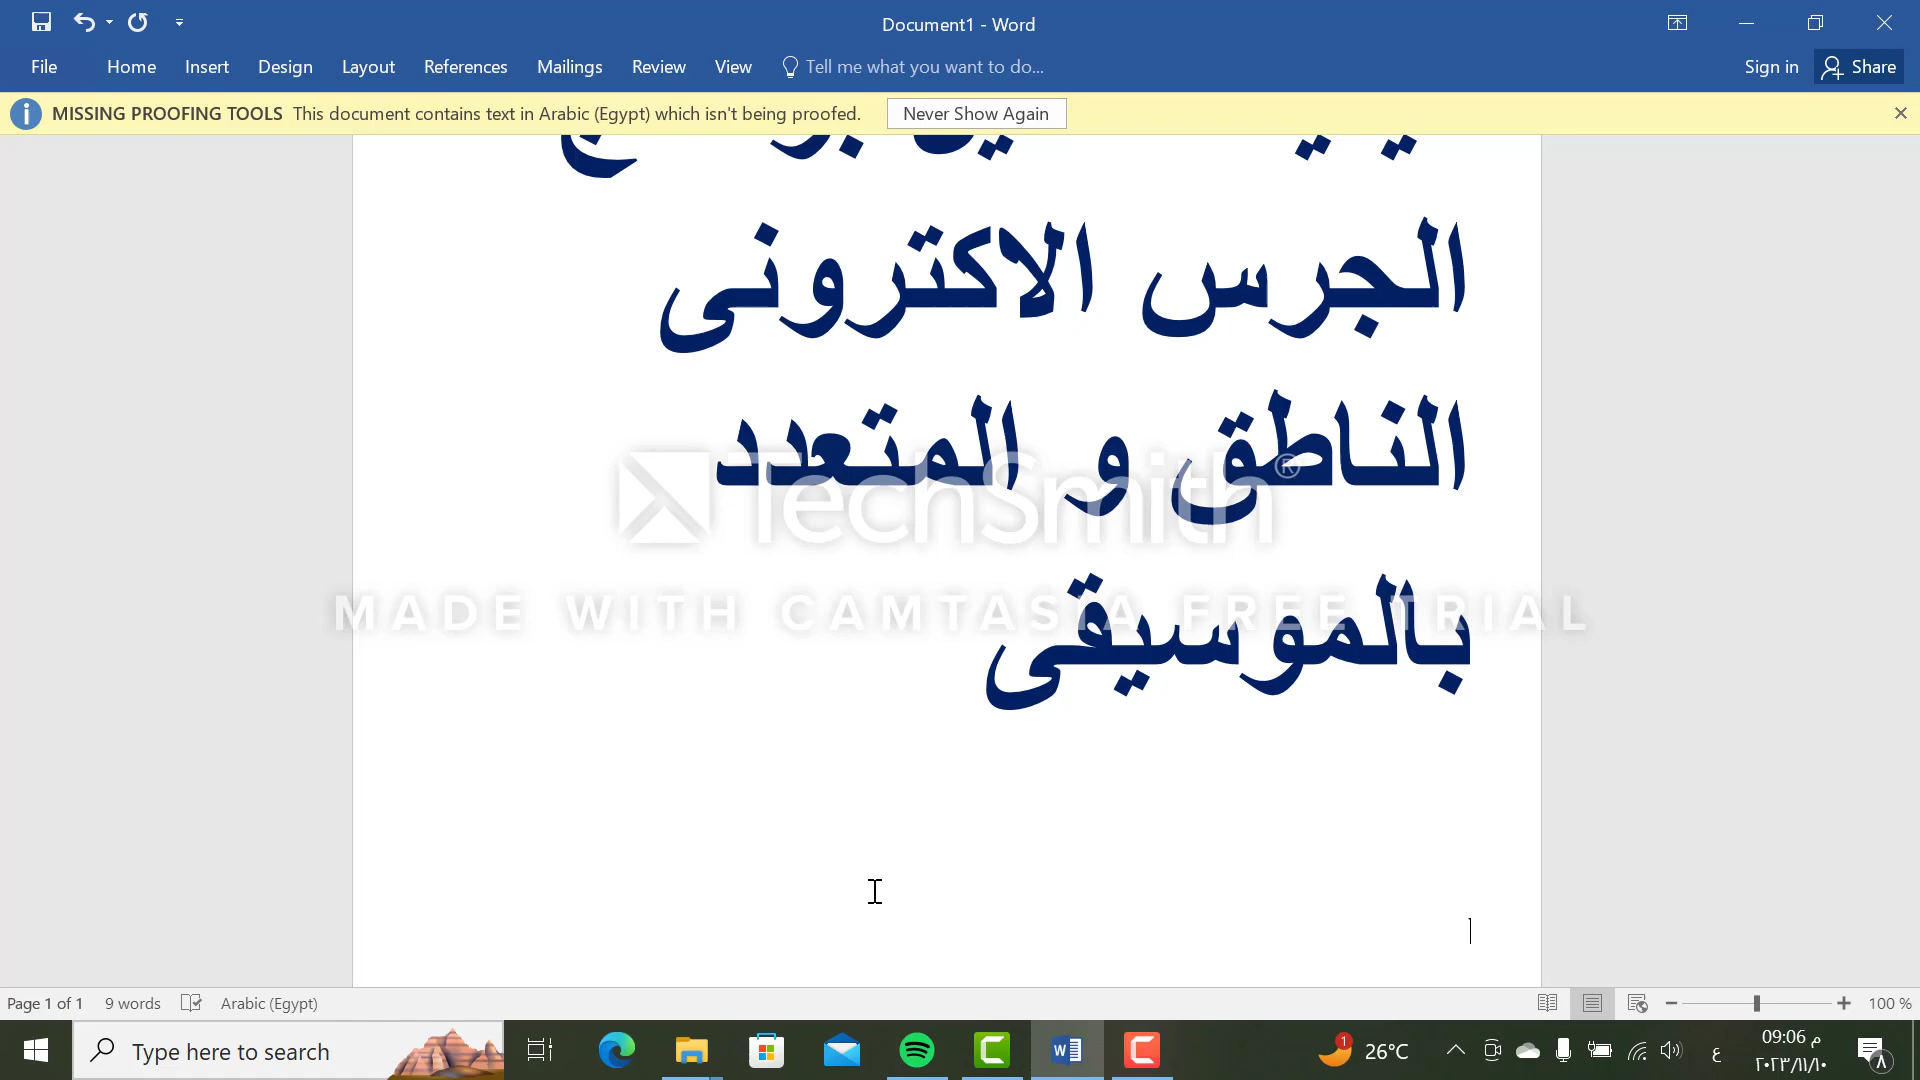 Document1 - Word
File Home Insert Design Layout References Mailings Review View Tell me what you want to do... Sign in Share
MISSING PROOFING TOOLS This document contains text in Arabic (Egypt) which isn't being proofed. Never Show Again
الجرس الاكترونى
الناطق و المتعدد
بالموسيقى
TechSmith®
MADE WITH CAMTASIA FREE TRIAL
Page 1 of 1 9 words Arabic (Egypt) 100 %
Type here to search 1 26°C ع 09:06 م ٨
٢٠٢٣/١١/١٠